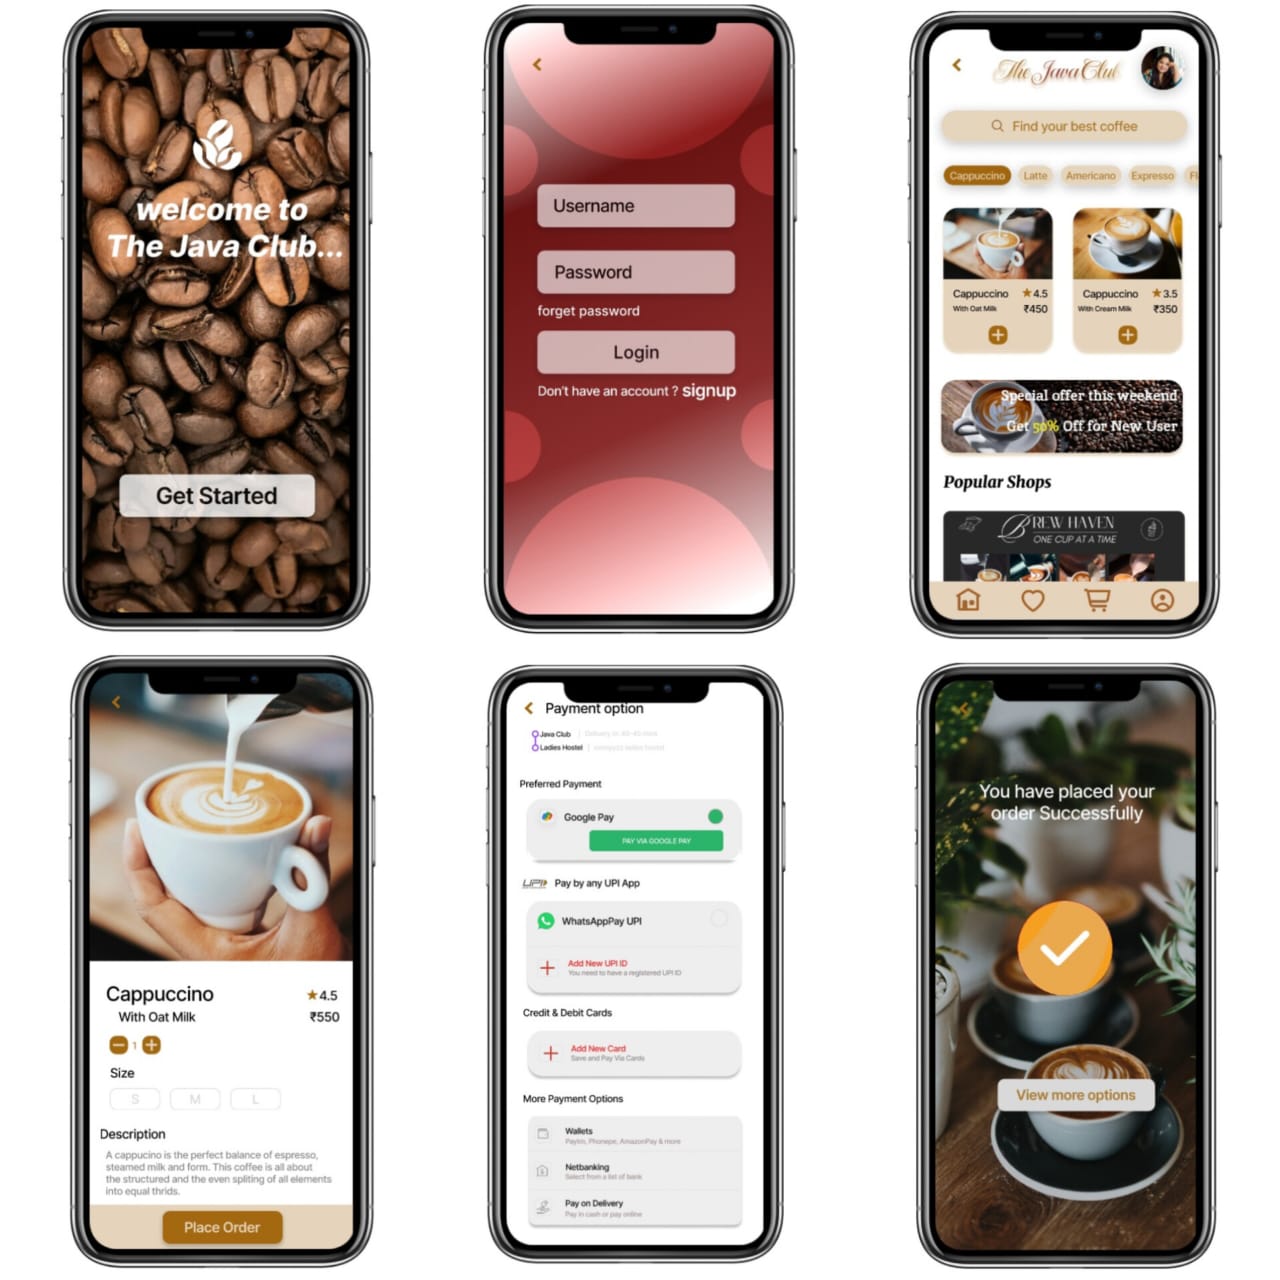 welcome to
The Java Club...
Get Started
Username
Password
forget password
Login
Don't have an account ? signup
The Java Club
Find your best coffee
Cappuccino Latte Americano Expresso Fl
Cappuccino ★4.5
With Oat Milk ₹450
Cappuccino ★3.5
With Cream Milk ₹350
Special offer this weekend
Get 50% Off for New User
Popular Shops
BREW HAVEN
ONE CUP AT A TIME
Cappuccino ★4.5
With Oat Milk ₹550
1
Size
S M L
Description
A cappucino is the perfect balance of espresso,
steamed milk and form. This coffee is all about
the structured and the even spliting of all elements
into equal thrids.
Place Order
Payment option
Java Club | Delivery in: 40-45 mins
Ladies Hostel | ladies hostel
Preferred Payment
Google Pay
PAY VIA GOOGLE PAY
UPI Pay by any UPI App
WhatsAppPay UPI
Add New UPI ID
You need to have a registered UPI ID
Credit & Debit Cards
Add New Card
Save and Pay Via Cards
More Payment Options
Wallets
Paytm, Phonepe, AmazonPay & more
Netbanking
Select from a list of bank
Pay on Delivery
Pay in cash or pay online
You have placed your
order Successfully
View more options